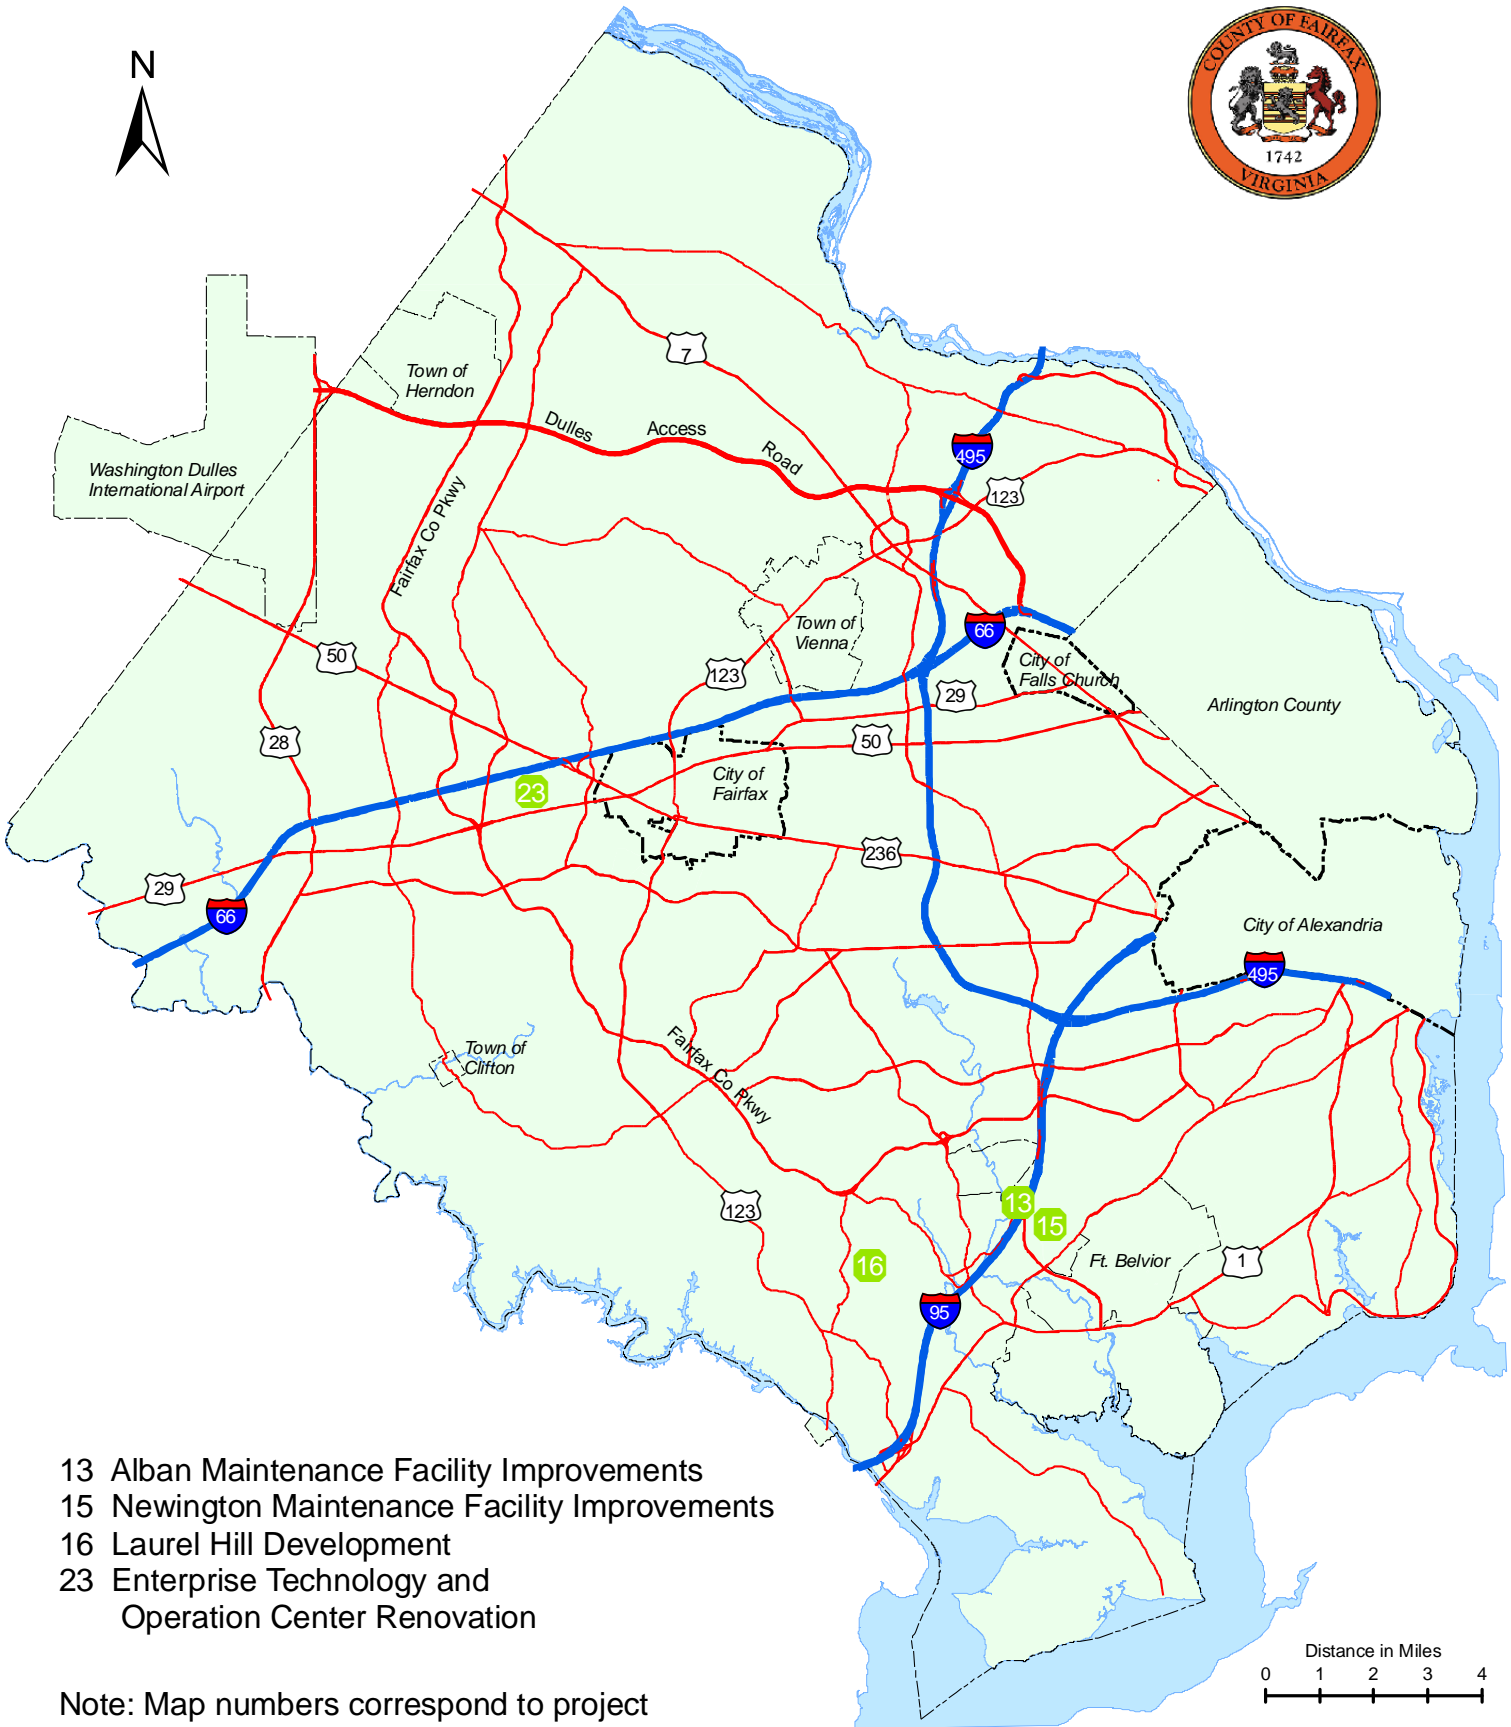 N
COUNTY OF FAIRFAX
1742
VIRGINIA
7
Town of
Herndon
Dulles Access Road
495
123
Washington Dulles
International Airport
Fairfax Co Pkwy
Town of
Vienna
66
50
123
City of
Falls Church
29
Arlington County
28
50
City of
Fairfax
23
236
29
66
City of Alexandria
495
Town of
Clifton
Fairfax Co Pkwy
13
123
15
16
Ft. Belvior
1
95
13 Alban Maintenance Facility Improvements
15 Newington Maintenance Facility Improvements
16 Laurel Hill Development
23 Enterprise Technology and
Operation Center Renovation
Distance in Miles
0 1 2 3 4
Note: Map numbers correspond to project